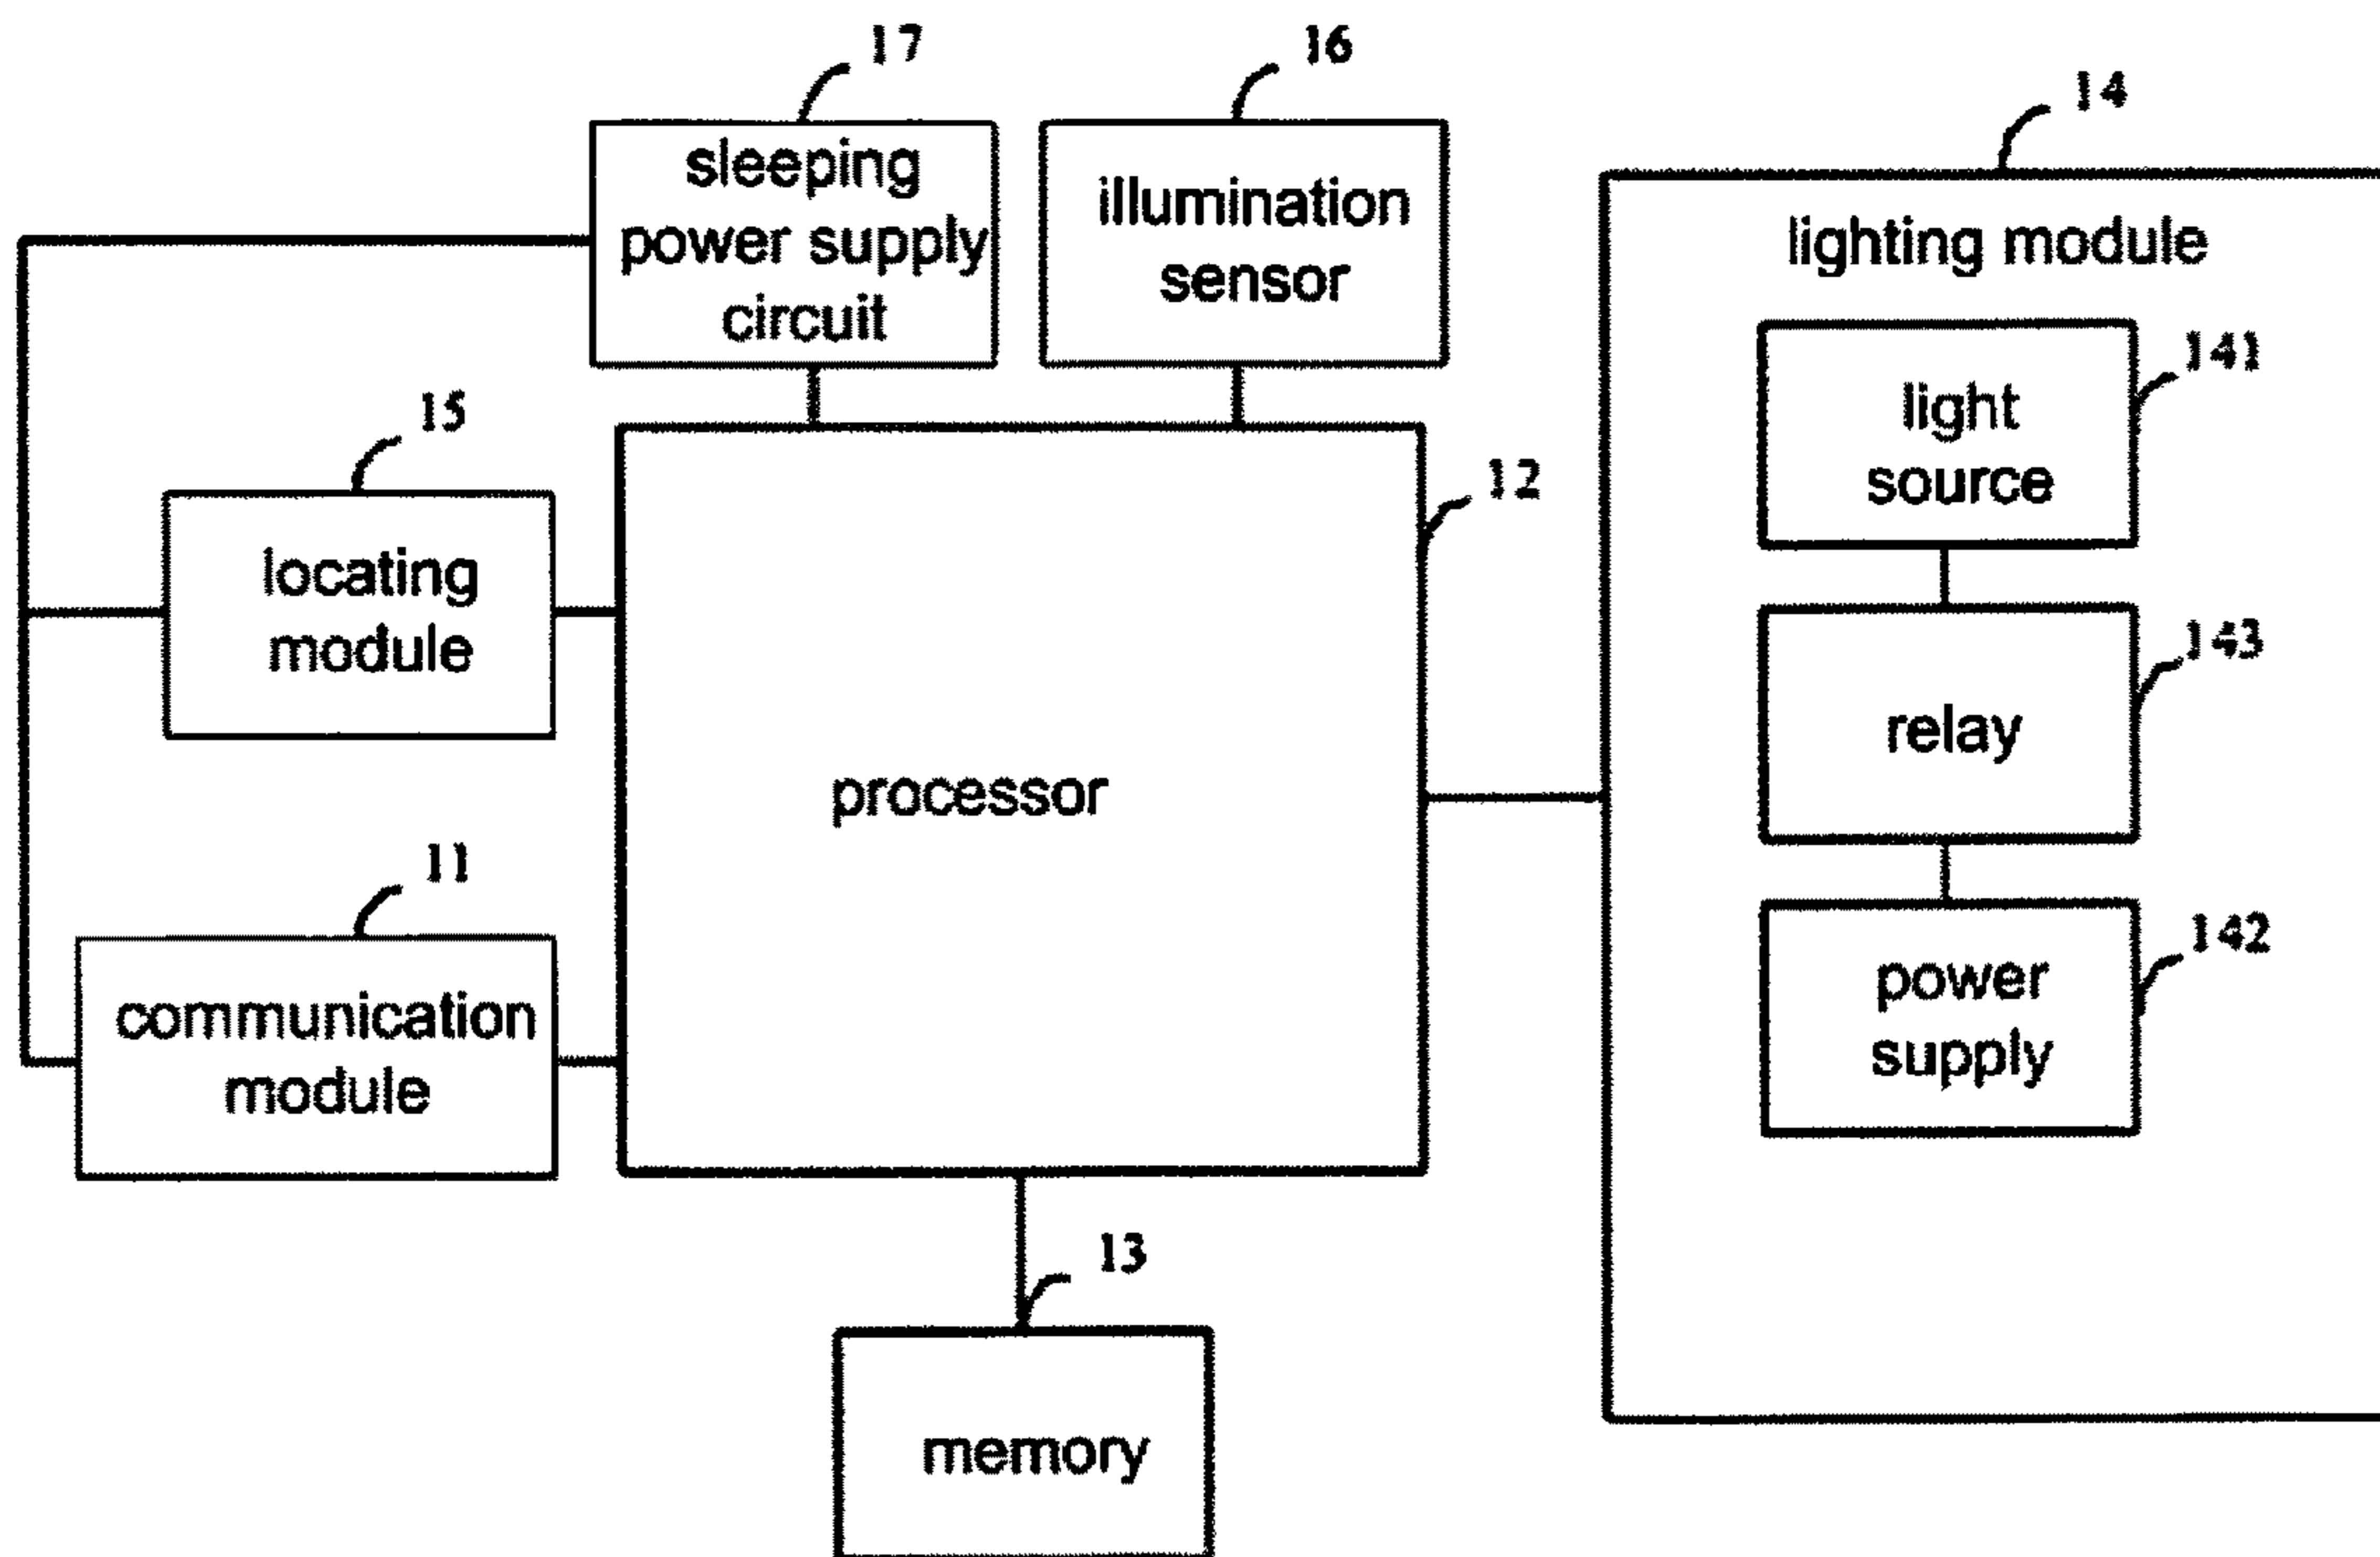 17
16
14
sleeping
power supply
circuit
illumination
sensor
lighting module
141
light
source
15
locating
module
12
143
relay
processor
11
communication
module
142
power
supply
13
memory